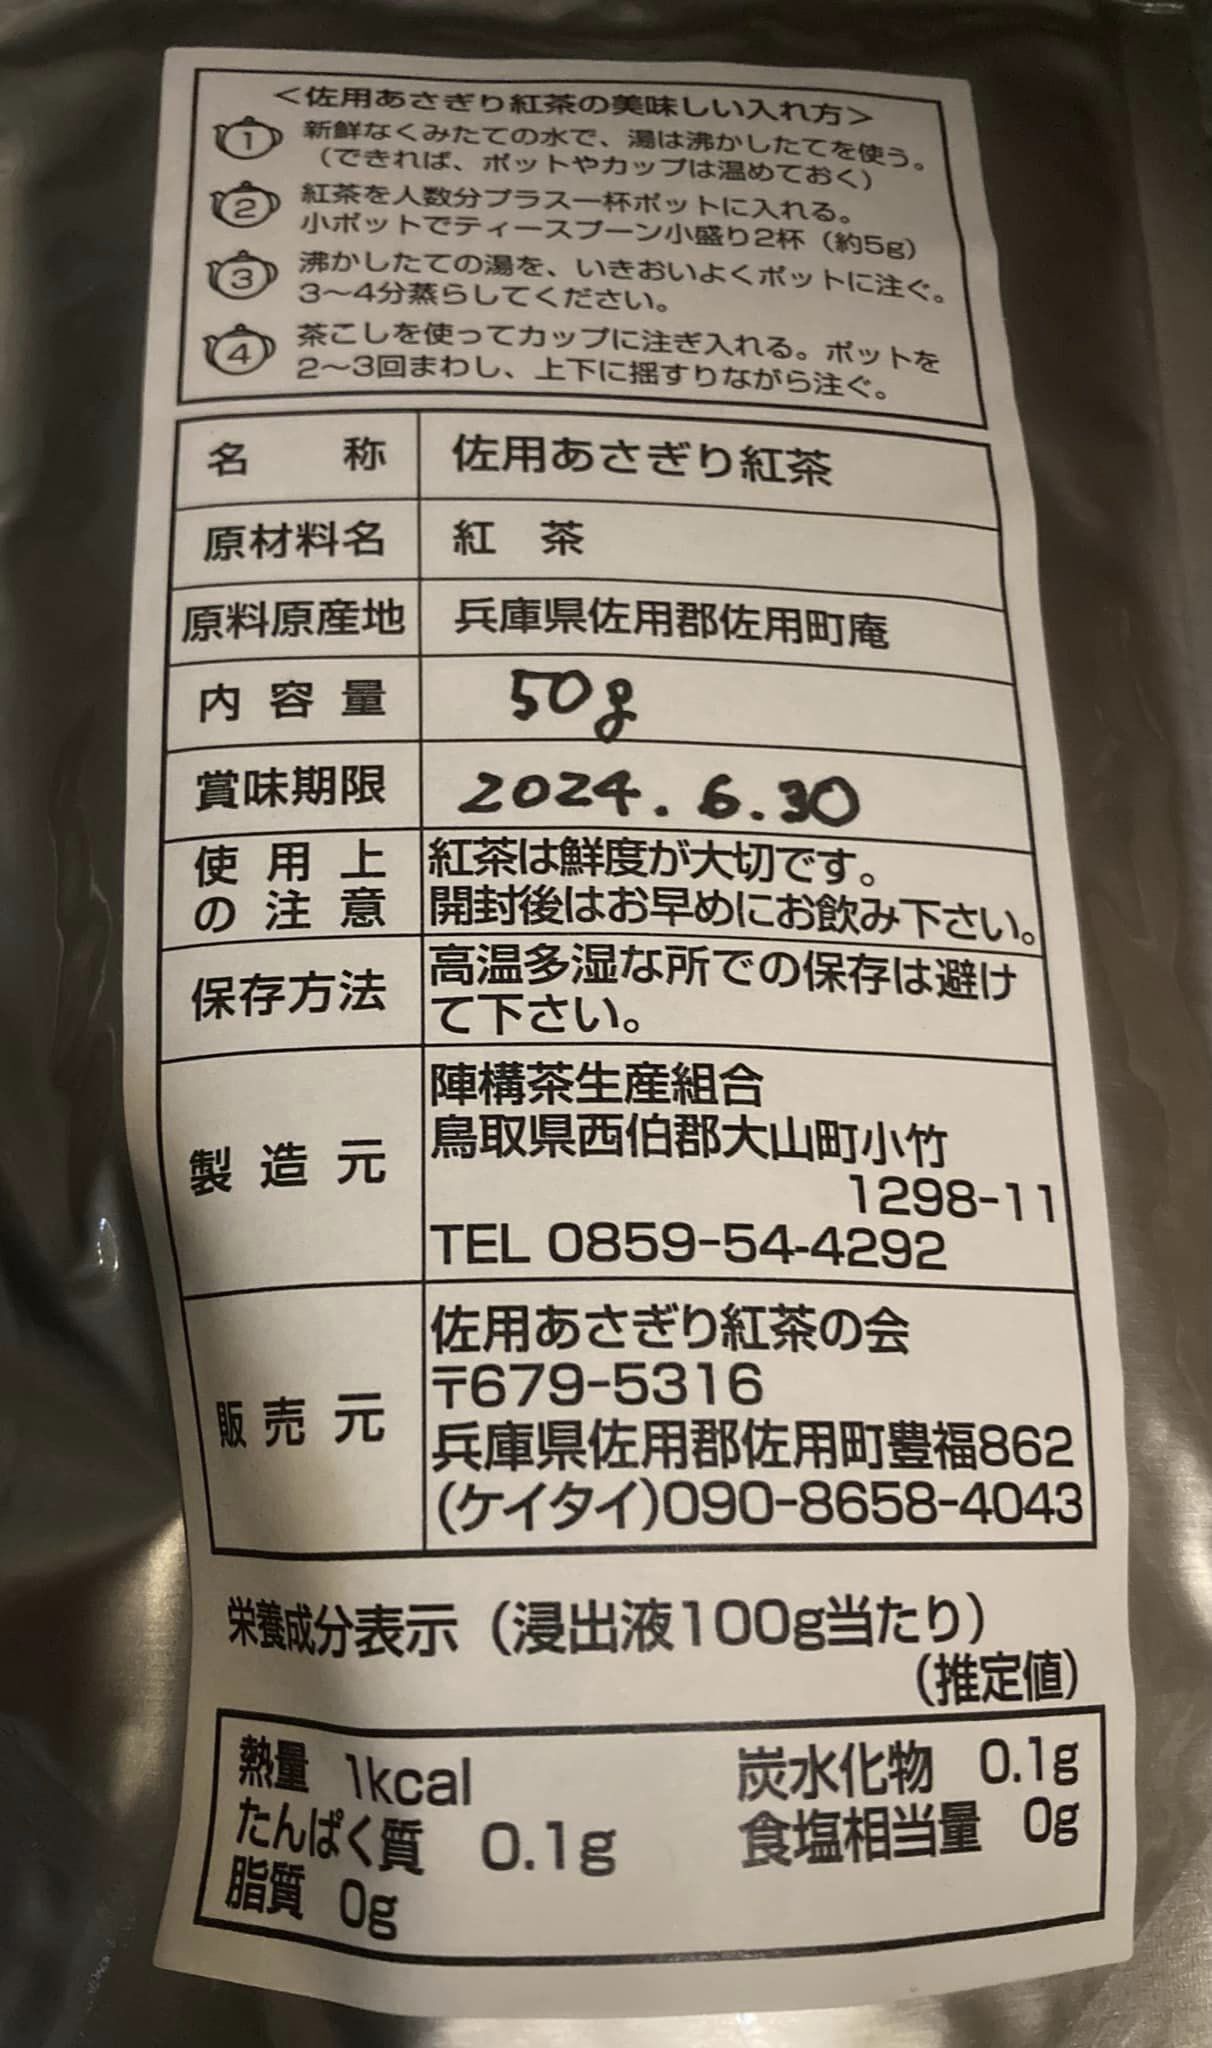 ＜佐用あさぎり紅茶の美味しい入れ方＞
1 新鮮なくみたての水で、湯は沸かしたてを使う。
（できれば、ポットやカップは温めておく）
2 紅茶を人数分プラス一杯ポットに入れる。
小ポットでティースプーン小盛り2杯（約5g）
3 沸かしたての湯を、いきおいよくポットに注ぐ。
3〜4分蒸らしてください。
4 茶こしを使ってカップに注ぎ入れる。ポットを
2〜3回まわし、上下に揺すりながら注ぐ。
名称 佐用あさぎり紅茶
原材料名 紅茶
原料原産地 兵庫県佐用郡佐用町庵
内容量 50g
賞味期限 2024.6.30
使用上の注意 紅茶は鮮度が大切です。
開封後はお早めにお飲み下さい。
保存方法 高温多湿な所での保存は避け
て下さい。
製造元 陣構茶生産組合
鳥取県西伯郡大山町小竹
1298-11
TEL 0859-54-4292
販売元 佐用あさぎり紅茶の会
〒679-5316
兵庫県佐用郡佐用町豊福862
(ケイタイ)090-8658-4043
栄養成分表示（浸出液100g当たり）
（推定値）
熱量 1kcal 炭水化物 0.1g
たんぱく質 0.1g 食塩相当量 0g
脂質 0g